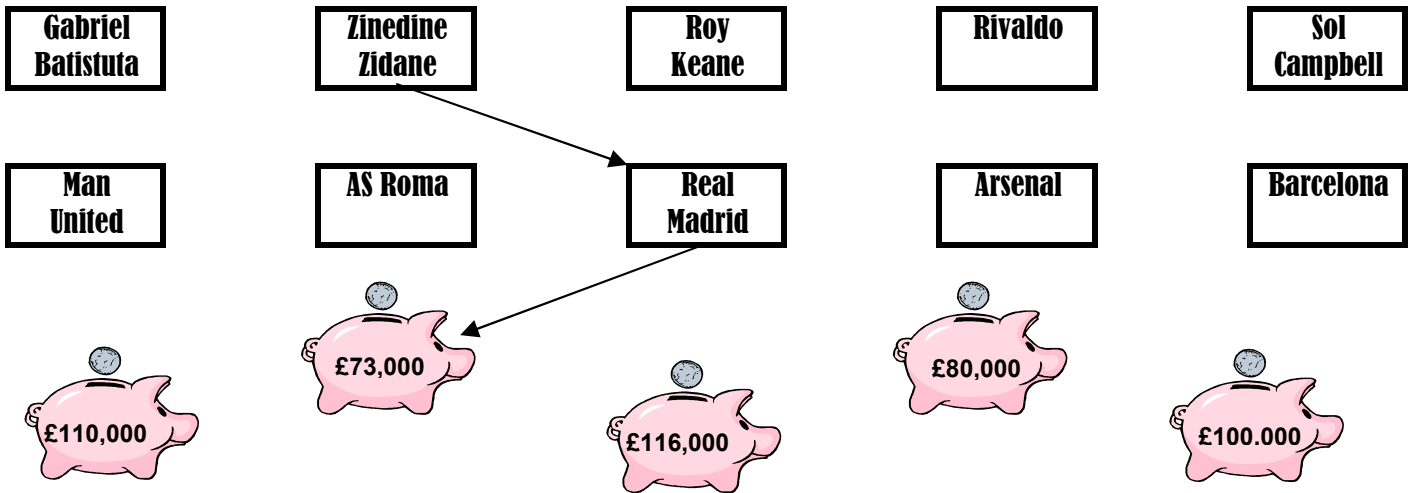 Gabriel
Batistuta
Zinedine
Zidane
Roy
Keane
Rivaldo
Sol
Campbell
Man
United
AS Roma
Real
Madrid
Arsenal
Barcelona
£73,000
£80,000
£110,000
£116,000
£100.000